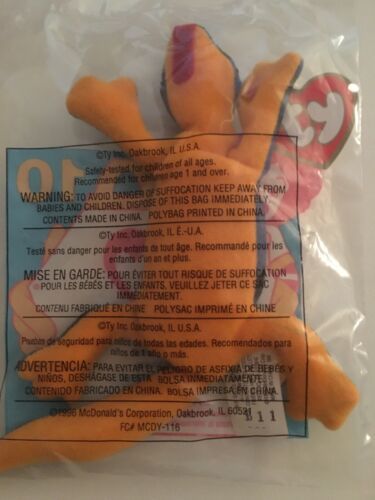 ty
10
©Ty Inc. Oakbrook, IL U.S.A.
Safety-tested for children of all ages.
Recommended for children age 1 and over.
WARNING: TO AVOID DANGER OF SUFFOCATION KEEP AWAY FROM
BABIES AND CHILDREN. DISPOSE OF THIS BAG IMMEDIATELY.
CONTENTS MADE IN CHINA POLYBAG PRINTED IN CHINA.
©Ty Inc. Oakbrook, IL É.-U.A.
Testé sans danger pour les enfants de tout âge. Recommandé pour les
enfants d'un an et plus.
MISE EN GARDE: POUR ÉVITER TOUT RISQUE DE SUFFOCATION
POUR LES BÉBÉS ET LES ENFANTS, VEUILLEZ JETER CE SAC
IMMÉDIATEMENT.
CONTENU FABRIQUÉ EN CHINE POLYSAC IMPRIMÉ EN CHINE
©Ty Inc. Oakbrook, IL U.S.A.
Pruebas de seguridad para niños de todas las edades. Recomendados para
niños de 1 año o más.
ADVERTENCIA: PARA EVITAR EL PELIGRO DE ASFIXIA DE BEBÉS Y
NIÑOS, DESHÁGASE DE ESTA BOLSA INMEDIATAMENTE.
CONTENIDO FABRICADO EN CHINA. BOLSA IMPRESA EN CHINA.
©1996 McDonald's Corporation, Oakbrook, IL 60521
FC# MCDY-116
B11